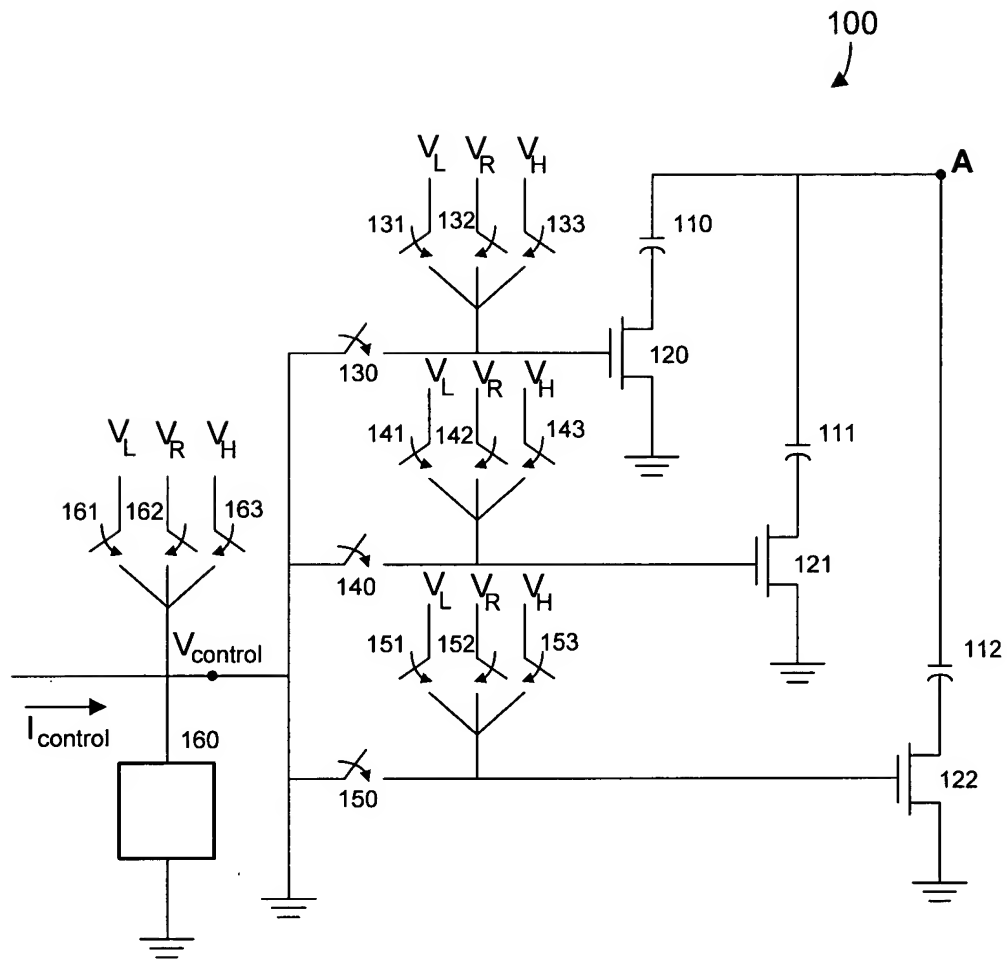 100
V_L V_R V_H
A
131 132 133
110
130
120
V_L V_R V_H
141 142 143
111
V_L V_R V_H
161 162 163
140
121
V_L V_R V_H
151 152 153
V_control
112
I_control
160
150
122